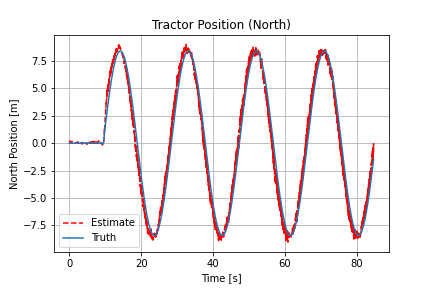 Tractor Position (North)
North Position [m]
7.5
5.0
2.5
0.0
−2.5
−5.0
−7.5
Estimate
Truth
0 20 40 60 80
Time [s]